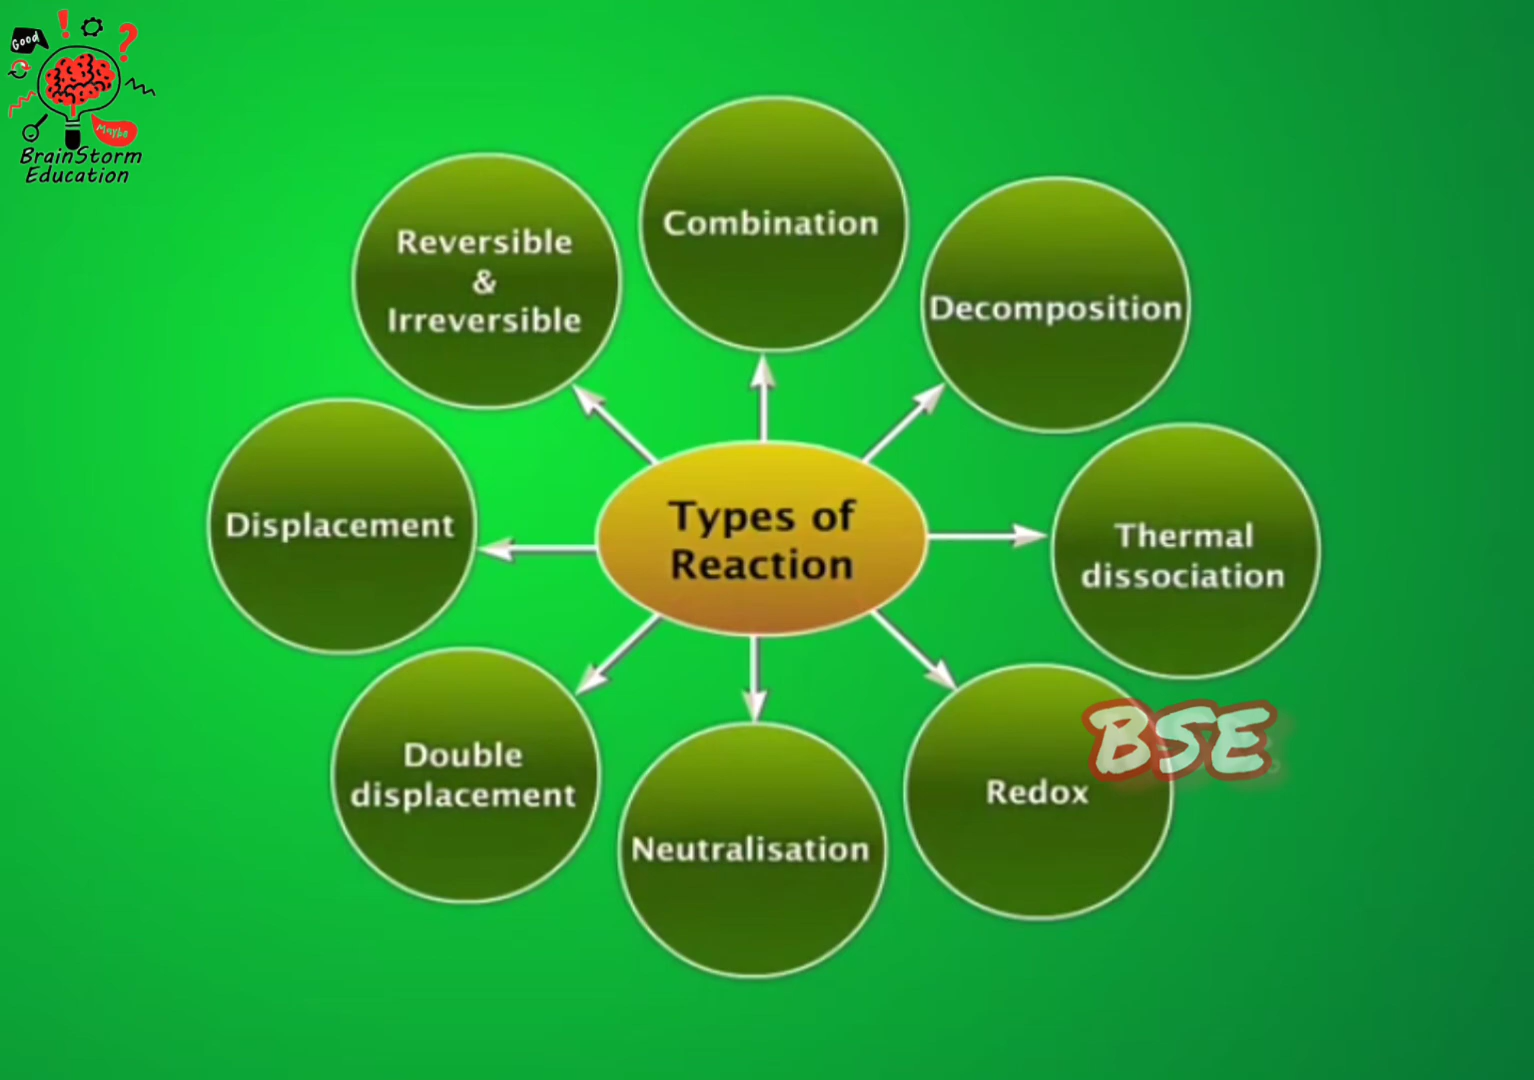 Good
Maybe
BrainStorm
Education
Combination
Reversible
&
Irreversible
Decomposition
Displacement
Types of
Reaction
Thermal
dissociation
Double
displacement
Neutralisation
Redox
BSE